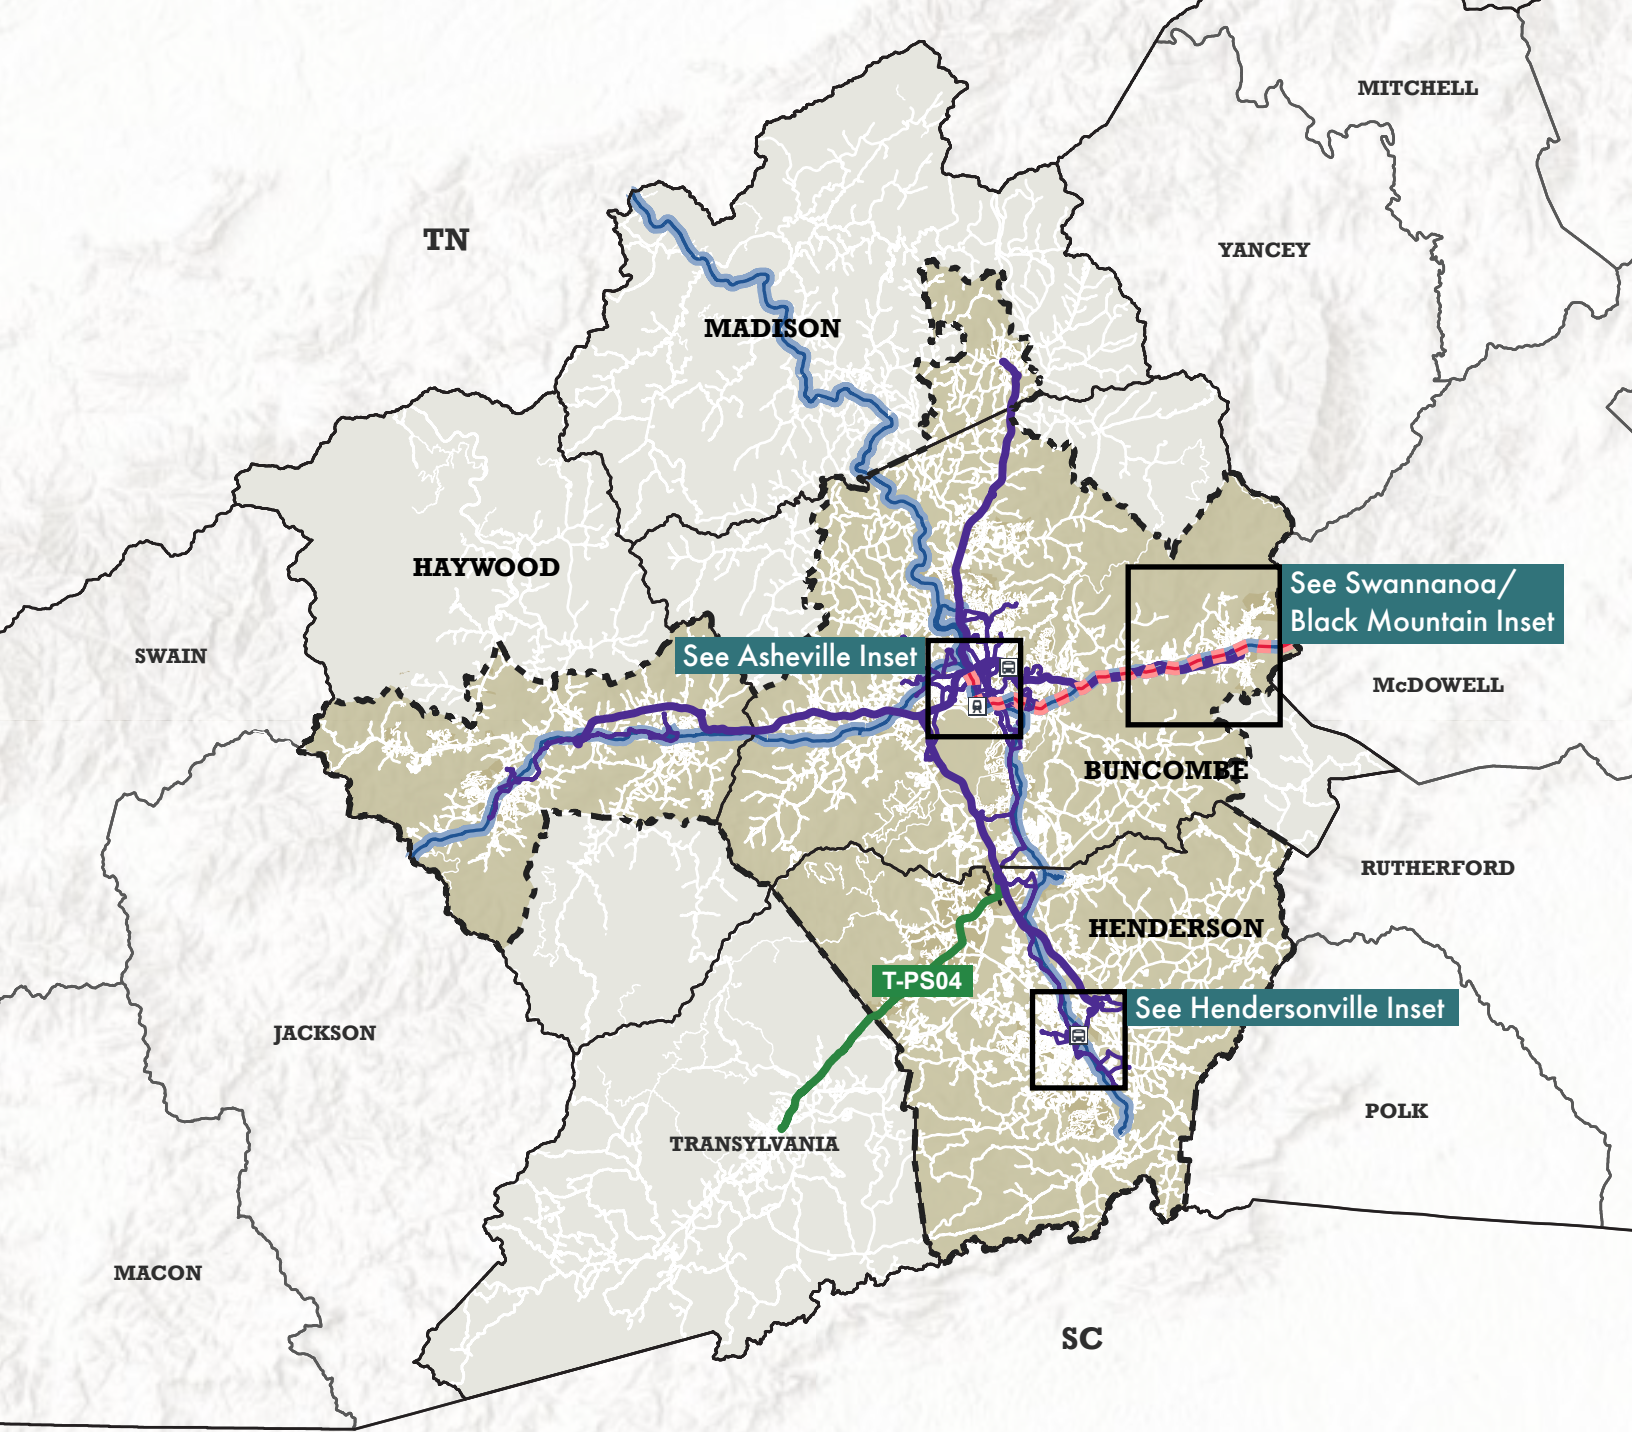 MITCHELL
TN
YANCEY
MADISON
HAYWOOD
See Swannanoa/
Black Mountain Inset
SWAIN
See Asheville Inset
McDOWELL
BUNCOMBE
RUTHERFORD
HENDERSON
T-PS04
See Hendersonville Inset
JACKSON
POLK
TRANSYLVANIA
MACON
SC